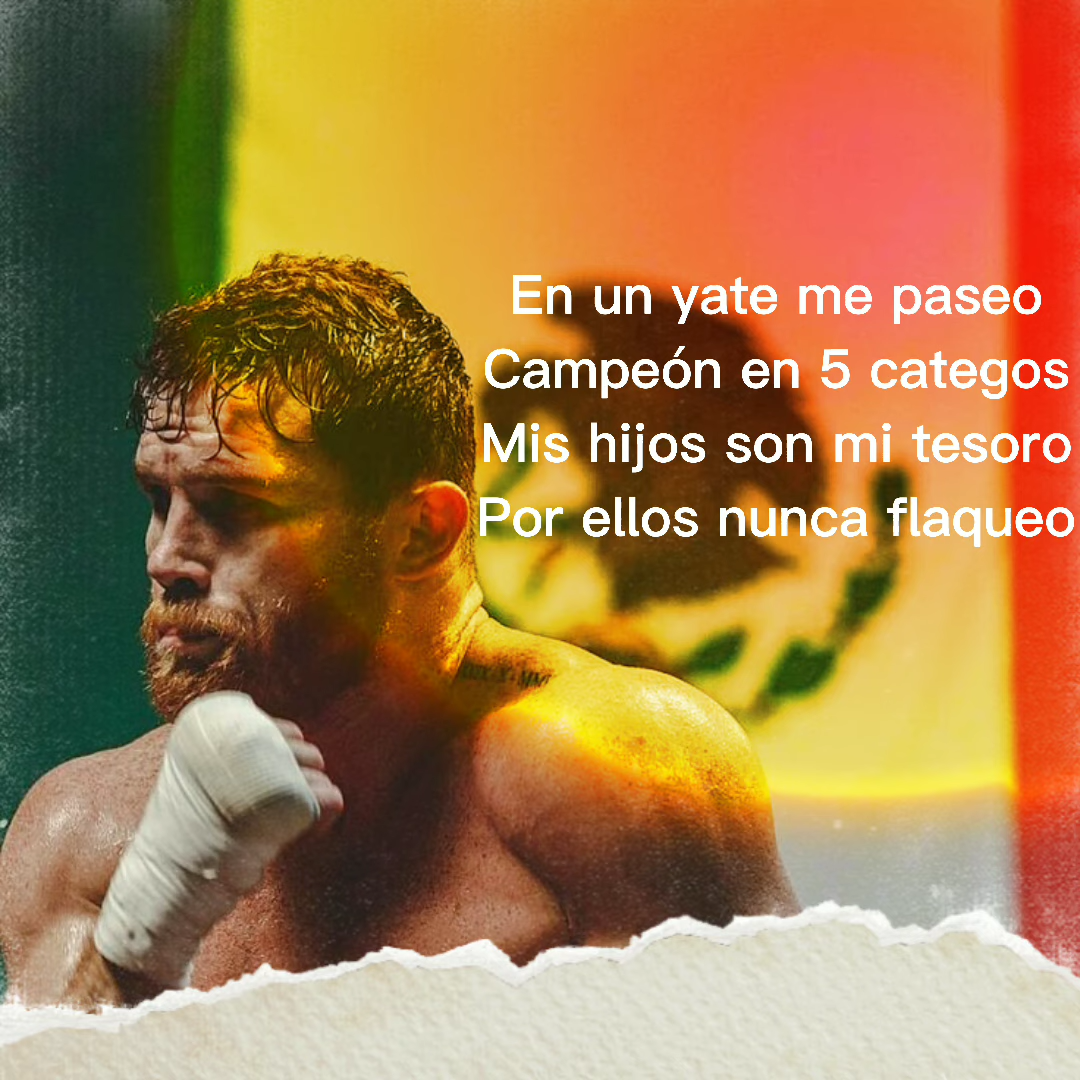 En un yate me paseo
Campeón en 5 categos
Mis hijos son mi tesoro
Por ellos nunca flaqueo